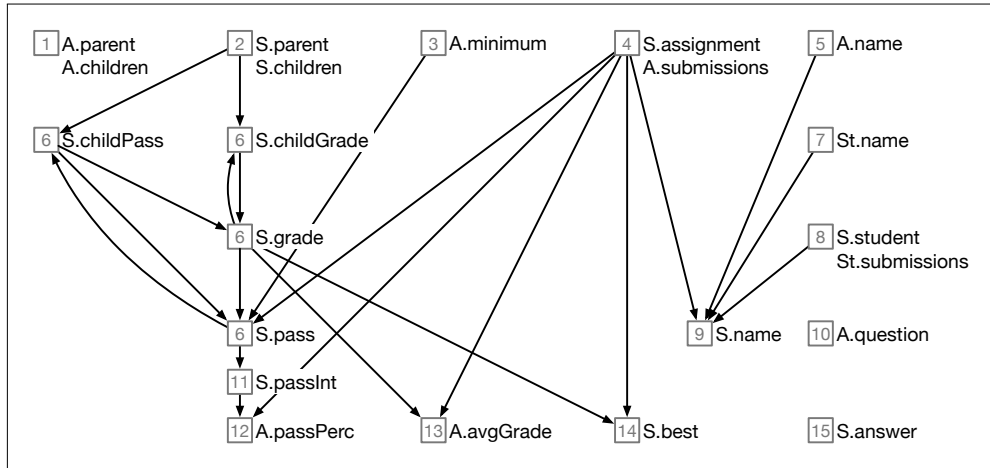 1 A.parent
A.children
2 S.parent
S.children
3 A.minimum
4 S.assignment
A.submissions
5 A.name
6 S.childPass
6 S.childGrade
7 St.name
6 S.grade
8 S.student
St.submissions
6 S.pass
9 S.name
10 A.question
11 S.passInt
12 A.passPerc
13 A.avgGrade
14 S.best
15 S.answer